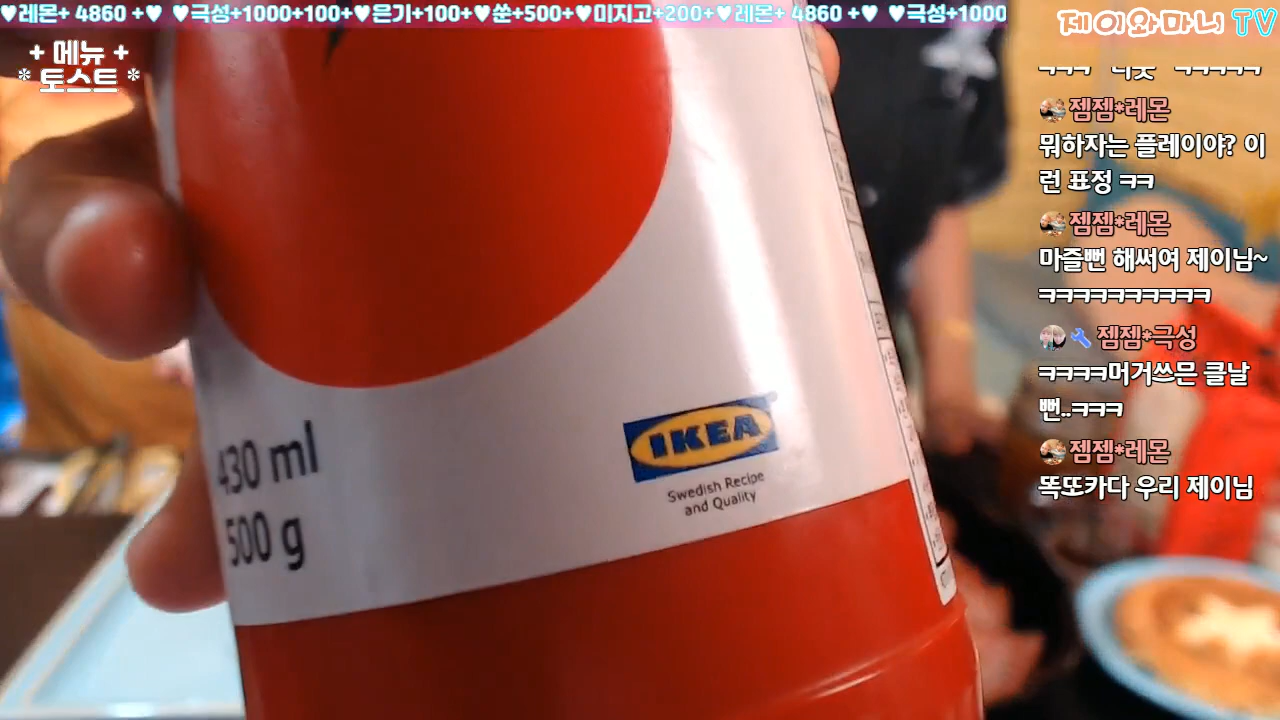 ♥레몬+ 4860 +♥ ♥극성+1000+100+♥은기+100+♥쑨+500+♥미지고+200+♥레몬+ 4860 +♥ ♥극성+1000
제이와마니 TV
+ 메뉴 +
* 토스트 *
젬젬*레몬
뭐하자는 플레이야? 이
런 표정 ㅋㅋ
젬젬*레몬
마즐뻔 해써여 제이님~
ㅋㅋㅋㅋㅋㅋㅋㅋㅋㅋ
젬젬*극성
ㅋㅋㅋㅋ머거쓰믄 클날
뻔..ㅋㅋㅋ
젬젬*레몬
똑또카다 우리 제이님
430 ml
500 g
IKEA
Swedish Recipe
and Quality